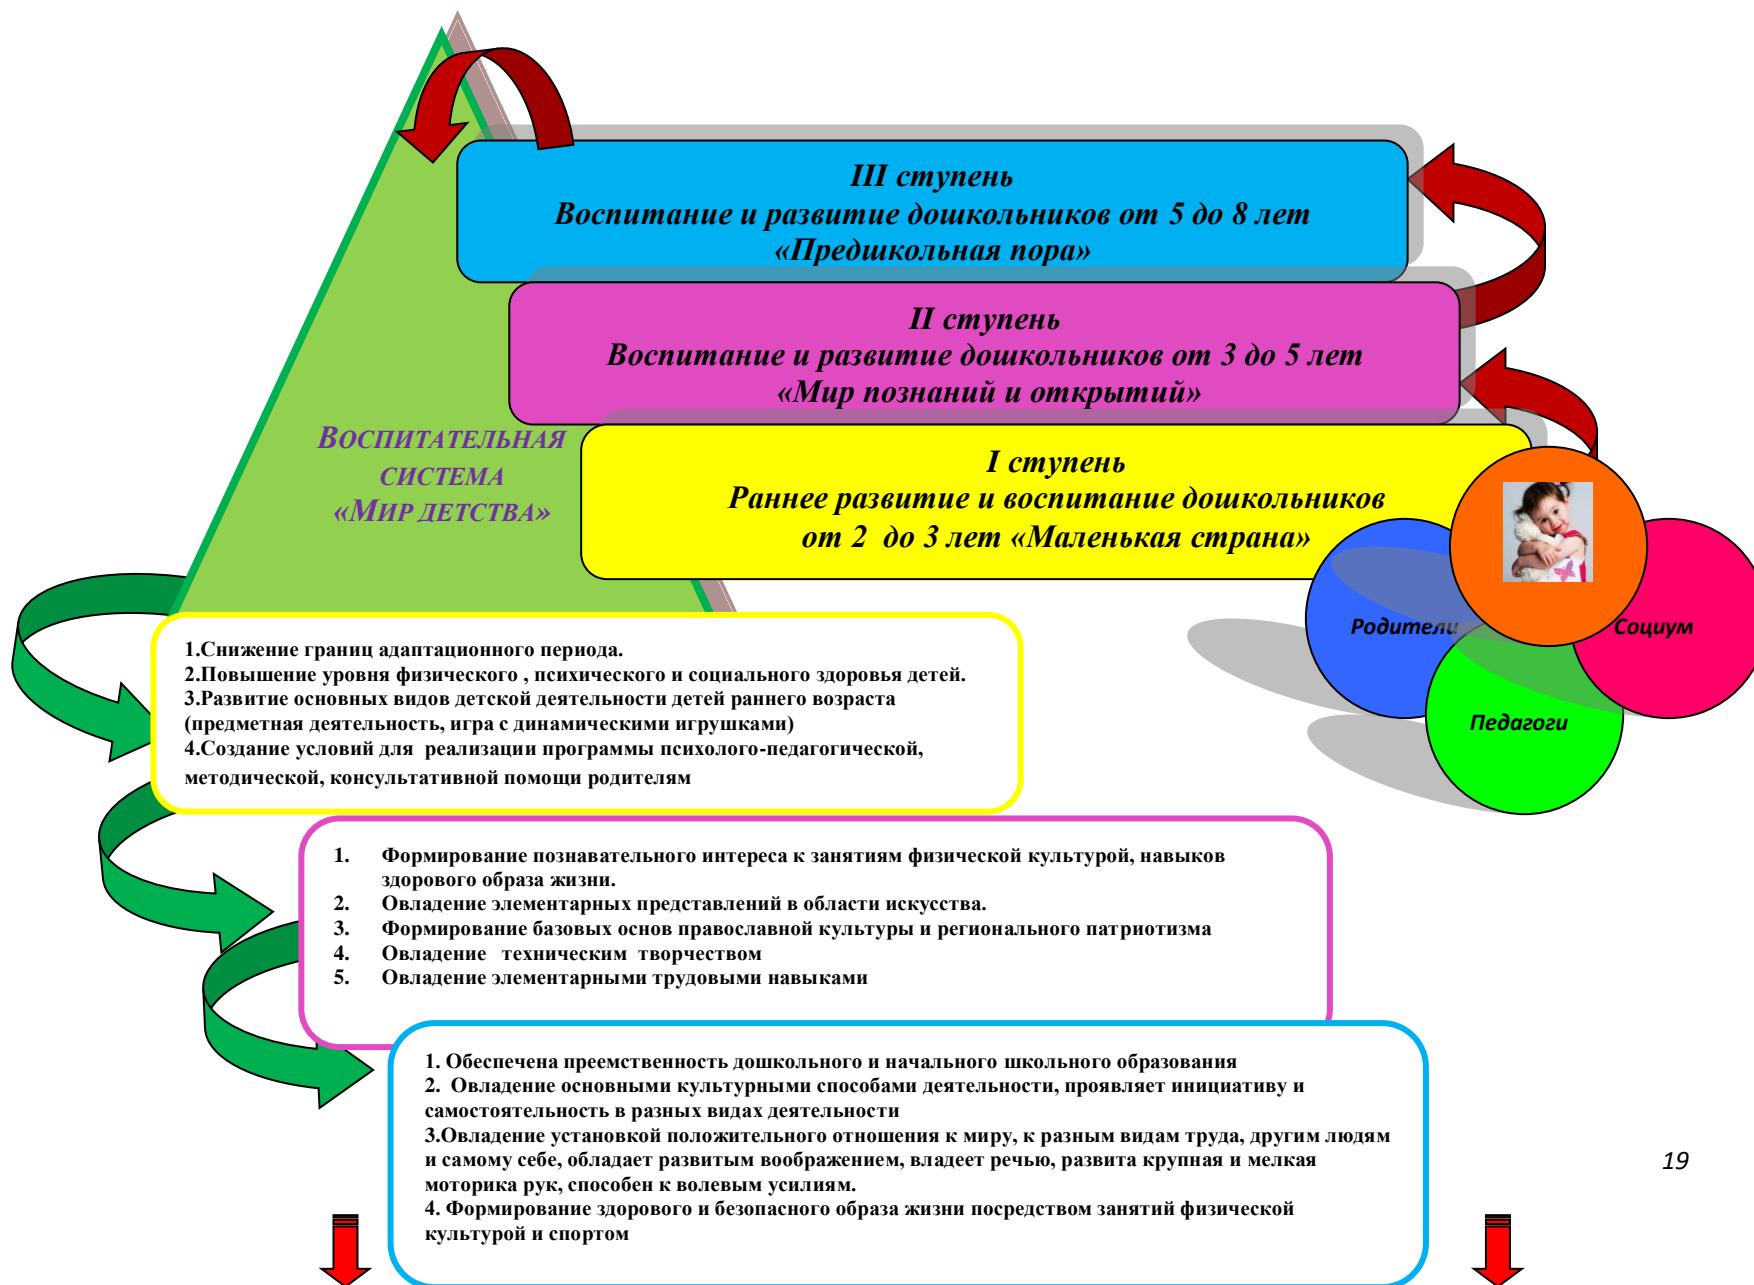 III ступень
Воспитание и развитие дошкольников от 5 до 8 лет
«Предшкольная пора»
II ступень
Воспитание и развитие дошкольников от 3 до 5 лет
«Мир познаний и открытий»
ВОСПИТАТЕЛЬНАЯ
СИСТЕМА
«МИР ДЕТСТВА»
I ступень
Раннее развитие и воспитание дошкольников
от 2 до 3 лет «Маленькая страна»
Родители
Социум
Педагоги
1.Снижение границ адаптационного периода.
2.Повышение уровня физического , психического и социального здоровья детей.
3.Развитие основных видов детской деятельности детей раннего возраста
(предметная деятельность, игра с динамическими игрушками)
4.Создание условий для реализации программы психолого-педагогической,
методической, консультативной помощи родителям
1. Формирование познавательного интереса к занятиям физической культурой, навыков
здорового образа жизни.
2. Овладение элементарных представлений в области искусства.
3. Формирование базовых основ православной культуры и регионального патриотизма
4. Овладение техническим творчеством
5. Овладение элементарными трудовыми навыками
1. Обеспечена преемственность дошкольного и начального школьного образования
2. Овладение основными культурными способами деятельности, проявляет инициативу и
самостоятельность в разных видах деятельности
3.Овладение установкой положительного отношения к миру, к разным видам труда, другим людям
и самому себе, обладает развитым воображением, владеет речью, развита крупная и мелкая
моторика рук, способен к волевым усилиям.
4. Формирование здорового и безопасного образа жизни посредством занятий физической
культурой и спортом
19